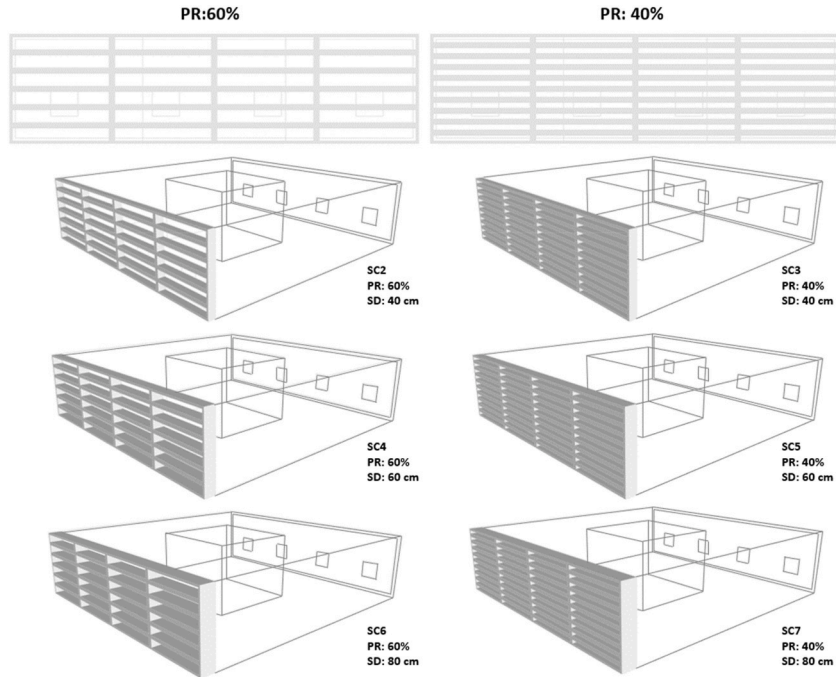 PR:60%
PR: 40%
SC2
PR: 60%
SD: 40 cm
SC3
PR: 40%
SD: 40 cm
SC4
PR: 60%
SD: 60 cm
SC5
PR: 40%
SD: 60 cm
SC6
PR: 60%
SD: 80 cm
SC7
PR: 40%
SD: 80 cm